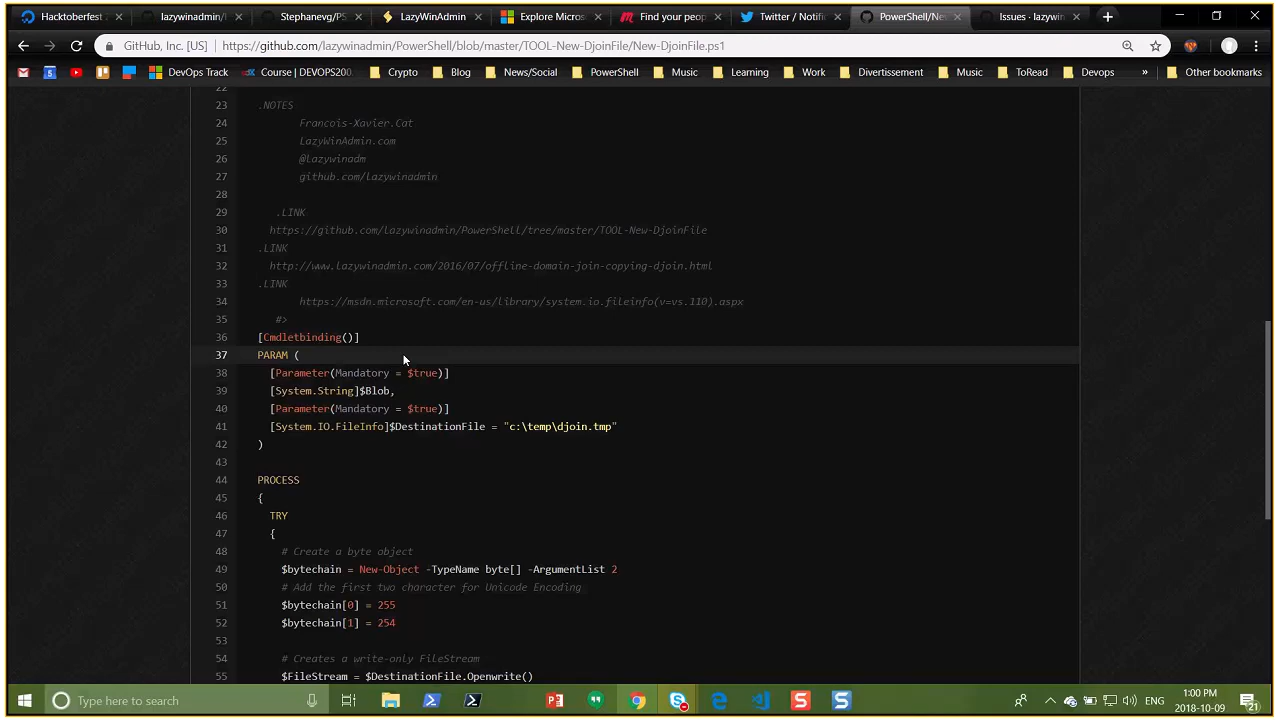 Hacktoberfest
lazywinadmin/I
Stephanevg/PS
LazyWinAdmin
Explore Micros
Find your peop
Twitter / Notifi
PowerShell/Ne
Issues · lazywin
GitHub, Inc. [US]
https://github.com/lazywinadmin/PowerShell/blob/master/TOOL-New-DjoinFile/New-DjoinFile.ps1
DevOps Track
Course | DEVOPS200.
Crypto
Blog
News/Social
PowerShell
Music
Learning
Work
Divertissement
Music
ToRead
Devops
»
Other bookmarks
22
23 .NOTES
24 Francois-Xavier.Cat
25 LazyWinAdmin.com
26 @lazywinadm
27 github.com/lazywinadmin
28
29 .LINK
30 https://github.com/lazywinadmin/PowerShell/tree/master/TOOL-New-DjoinFile
31 .LINK
32 http://www.lazywinadmin.com/2016/07/offline-domain-join-copying-djoin.html
33 .LINK
34 https://msdn.microsoft.com/en-us/library/system.io.fileinfo(v=vs.110).aspx
35 #>
36 [Cmdletbinding()]
37 PARAM (
38 [Parameter(Mandatory = $true)]
39 [System.String]$Blob,
40 [Parameter(Mandatory = $true)]
41 [System.IO.FileInfo]$DestinationFile = "c:\temp\djoin.tmp"
42 )
43
44 PROCESS
45 {
46 TRY
47 {
48 # Create a byte object
49 $bytechain = New-Object -TypeName byte[] -ArgumentList 2
50 # Add the first two character for Unicode Encoding
51 $bytechain[0] = 255
52 $bytechain[1] = 254
53
54 # Creates a write-only FileStream
55 $FileStream = $DestinationFile.Openwrite()
Type here to search
ENG
1:00 PM
2018-10-09
21